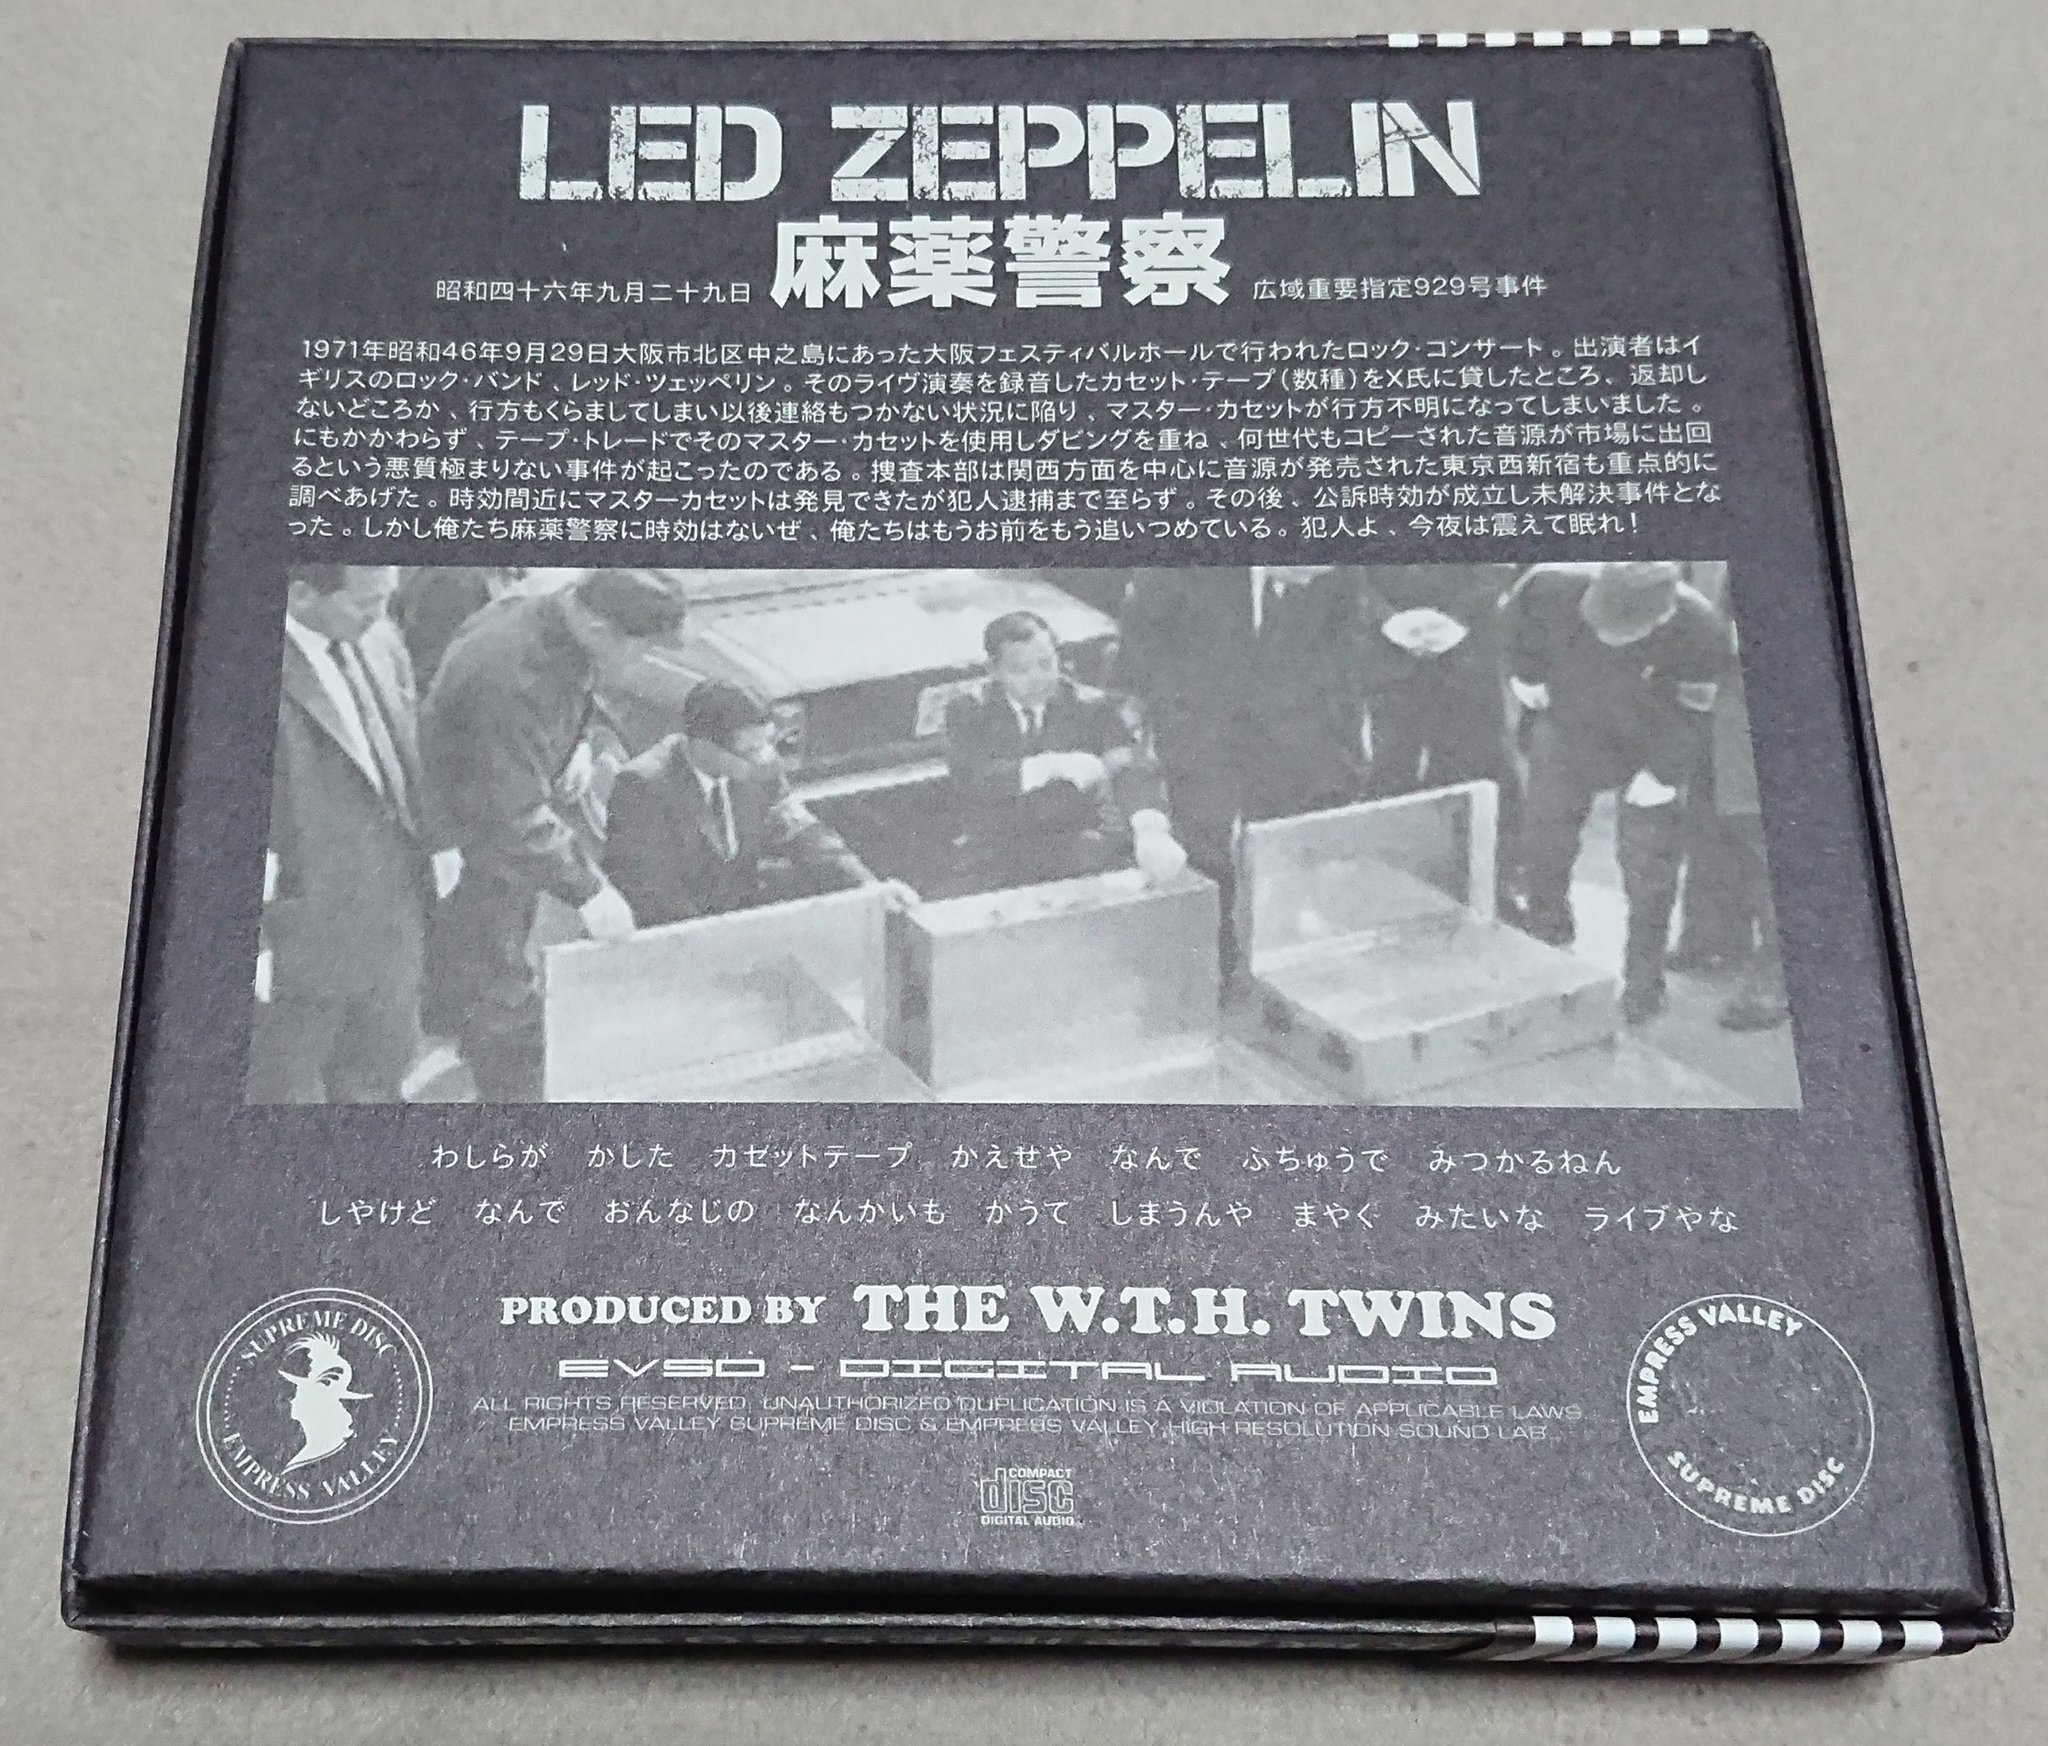 LED ZEPPELIN
昭和四十六年九月二十九日 麻薬警察 広域重要指定929号事件
1971年昭和46年9月29日大阪市北区中之島にあった大阪フェスティバルホールで行われたロック・コンサート。出演者はイ
ギリスのロック・バンド、レッド・ツェッペリン。そのライヴ演奏を録音したカセット・テープ(数種)をX氏に貸したところ、返却し
ないどころか、行方もくらましてしまい以後連絡もつかない状況に陥り、マスター・カセットが行方不明になってしまいました。
にもかかわらず、テープ・トレードでそのマスター・カセットを使用しダビングを重ね、何世代もコピーされた音源が市場に出回
るという悪質極まりない事件が起こったのである。捜査本部は関西方面を中心に音源が発売された東京西新宿も重点的に
調べあげた。時効間近にマスターカセットは発見できたが犯人逮捕まで至らず。その後、公訴時効が成立し未解決事件とな
った。しかし俺たち麻薬警察に時効はないぜ、俺たちはもうお前をもう追いつめている。犯人よ、今夜は震えて眠れ!
わしらが かした カゼットテープ かえせや なんで ふちゅうで みつかるねん
しやけど なんで おんなじの なんかいも かうて しまうんや まやく みたいな ライブやな
PRODUCED BY THE W.T.H. TWINS
EVSD - DIGITAL AUDIO
ALL RIGHTS RESERVED. UNAUTHORIZED DUPLICATION IS A VIOLATION OF APPLICABLE LAWS.
EMPRESS VALLEY SUPREME DISC & EMPRESS VALLEY HIGH RESOLUTION SOUND LAB.
SUPREME DISC
EMPRESS VALLEY
COMPACT
disc
DIGITAL AUDIO
EMPRESS VALLEY
SUPREME DISC